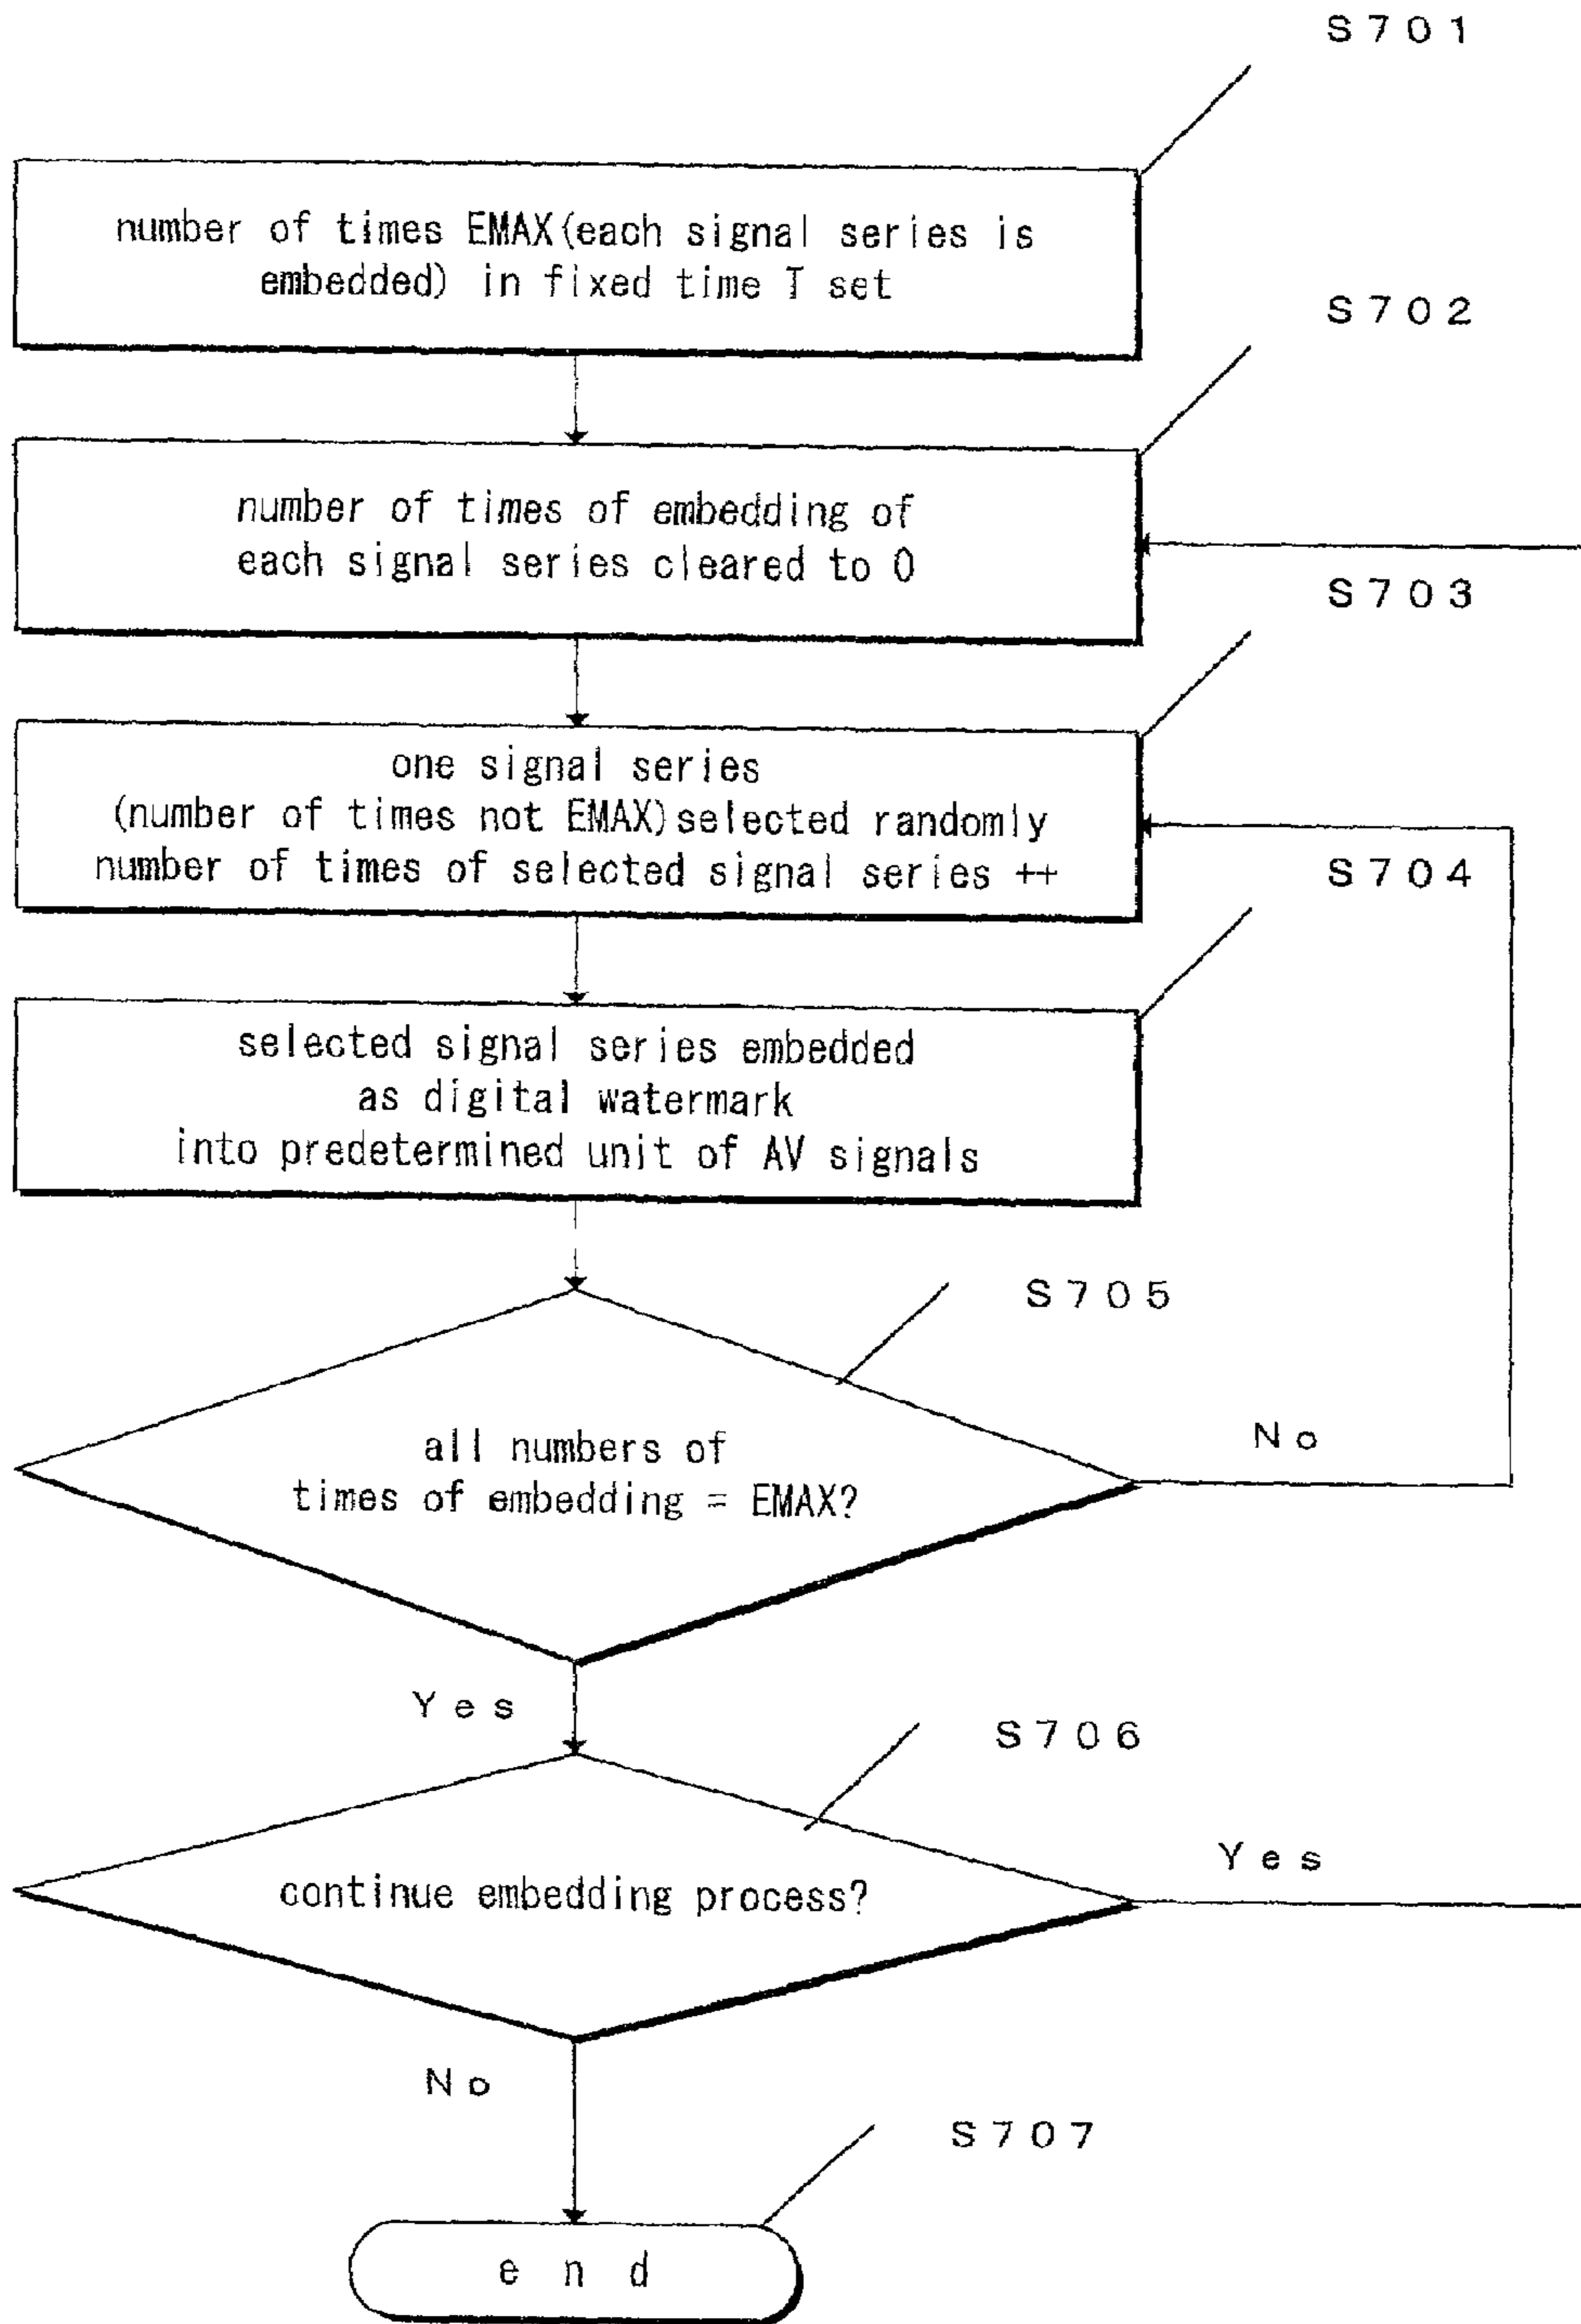 S701
number of times EMAX(each signal series is
embedded) in fixed time T set
S702
number of times of embedding of
each signal series cleared to 0
S703
one signal series
(number of times not EMAX)selected randomly
number of times of selected signal series ++
S704
selected signal series embedded
as digital watermark
into predetermined unit of AV signals
S705
all numbers of
times of embedding = EMAX?
No
Yes
S706
continue embedding process?
Yes
No
S707
end